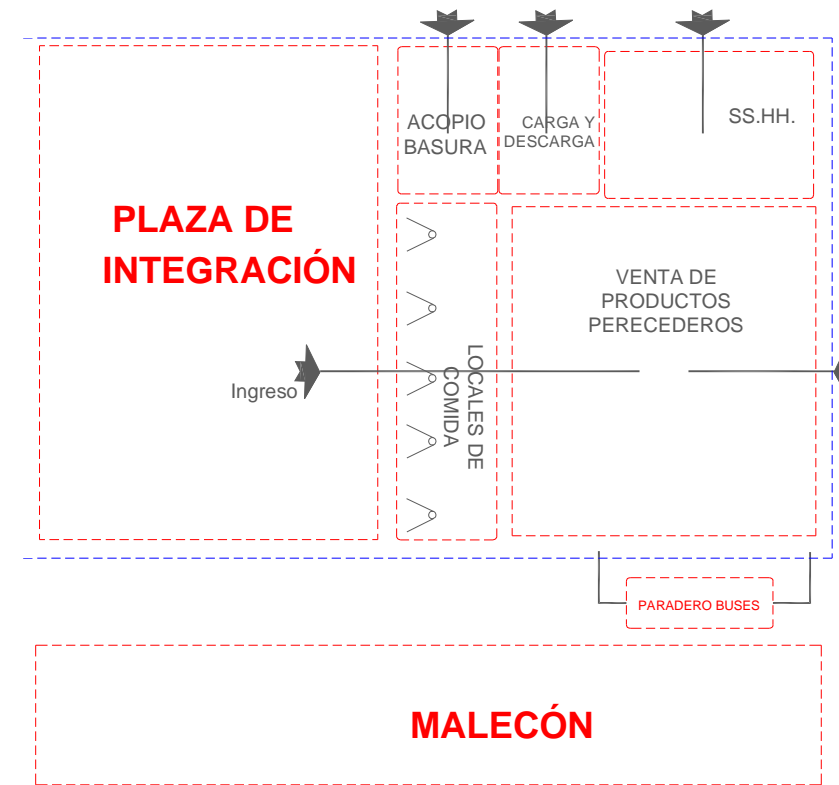 ACOPIO
BASURA
CARGA Y
DESCARGA
SS.HH.
PLAZA DE
INTEGRACIÓN
VENTA DE
PRODUCTOS
PERECEDEROS
Ingreso
LOCALES DE
COMIDA
PARADERO BUSES
MALECÓN